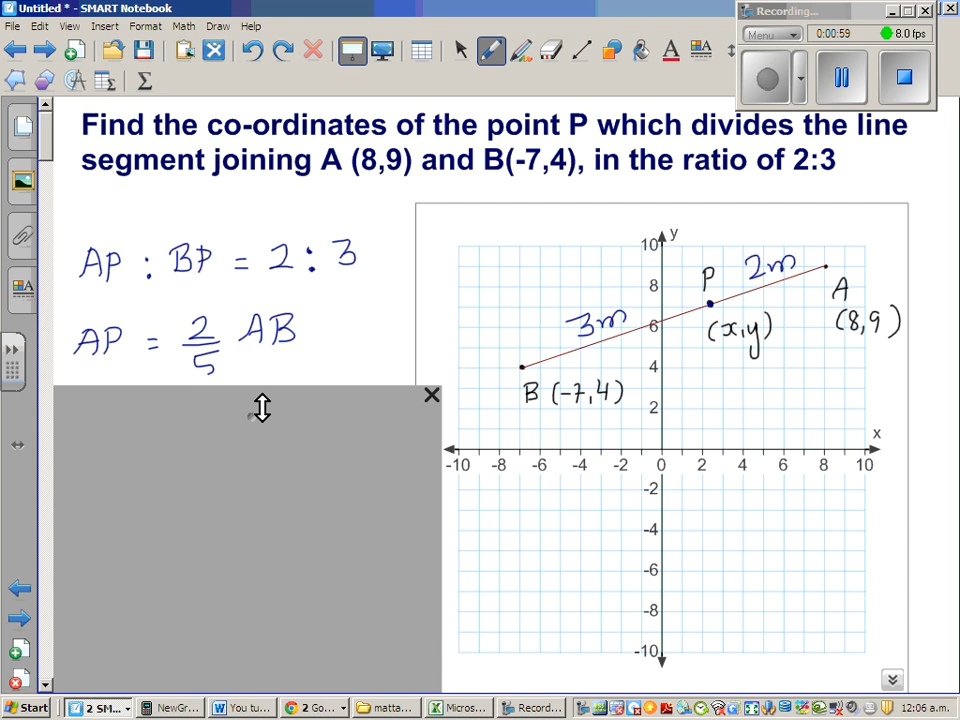 Untitled * - SMART Notebook
File Edit View Insert Format Math Draw Help
Recording...
Menu 0:00:59 8.0 fps
Find the co-ordinates of the point P which divides the line
segment joining A (8,9) and B(-7,4), in the ratio of 2:3
AP : BP = 2 : 3
AP = 2/5 AB
y
10
8
6
4
2
-2
-4
-6
-8
-10
x
-10 -8 -6 -4 -2 0 2 4 6 8 10
P
2m
A
(8,9)
3m
(x,y)
B (-7,4)
Start 2 SM... NewGr... You tu... 2 Go... matta... Micros... Record... 12:06 a.m.